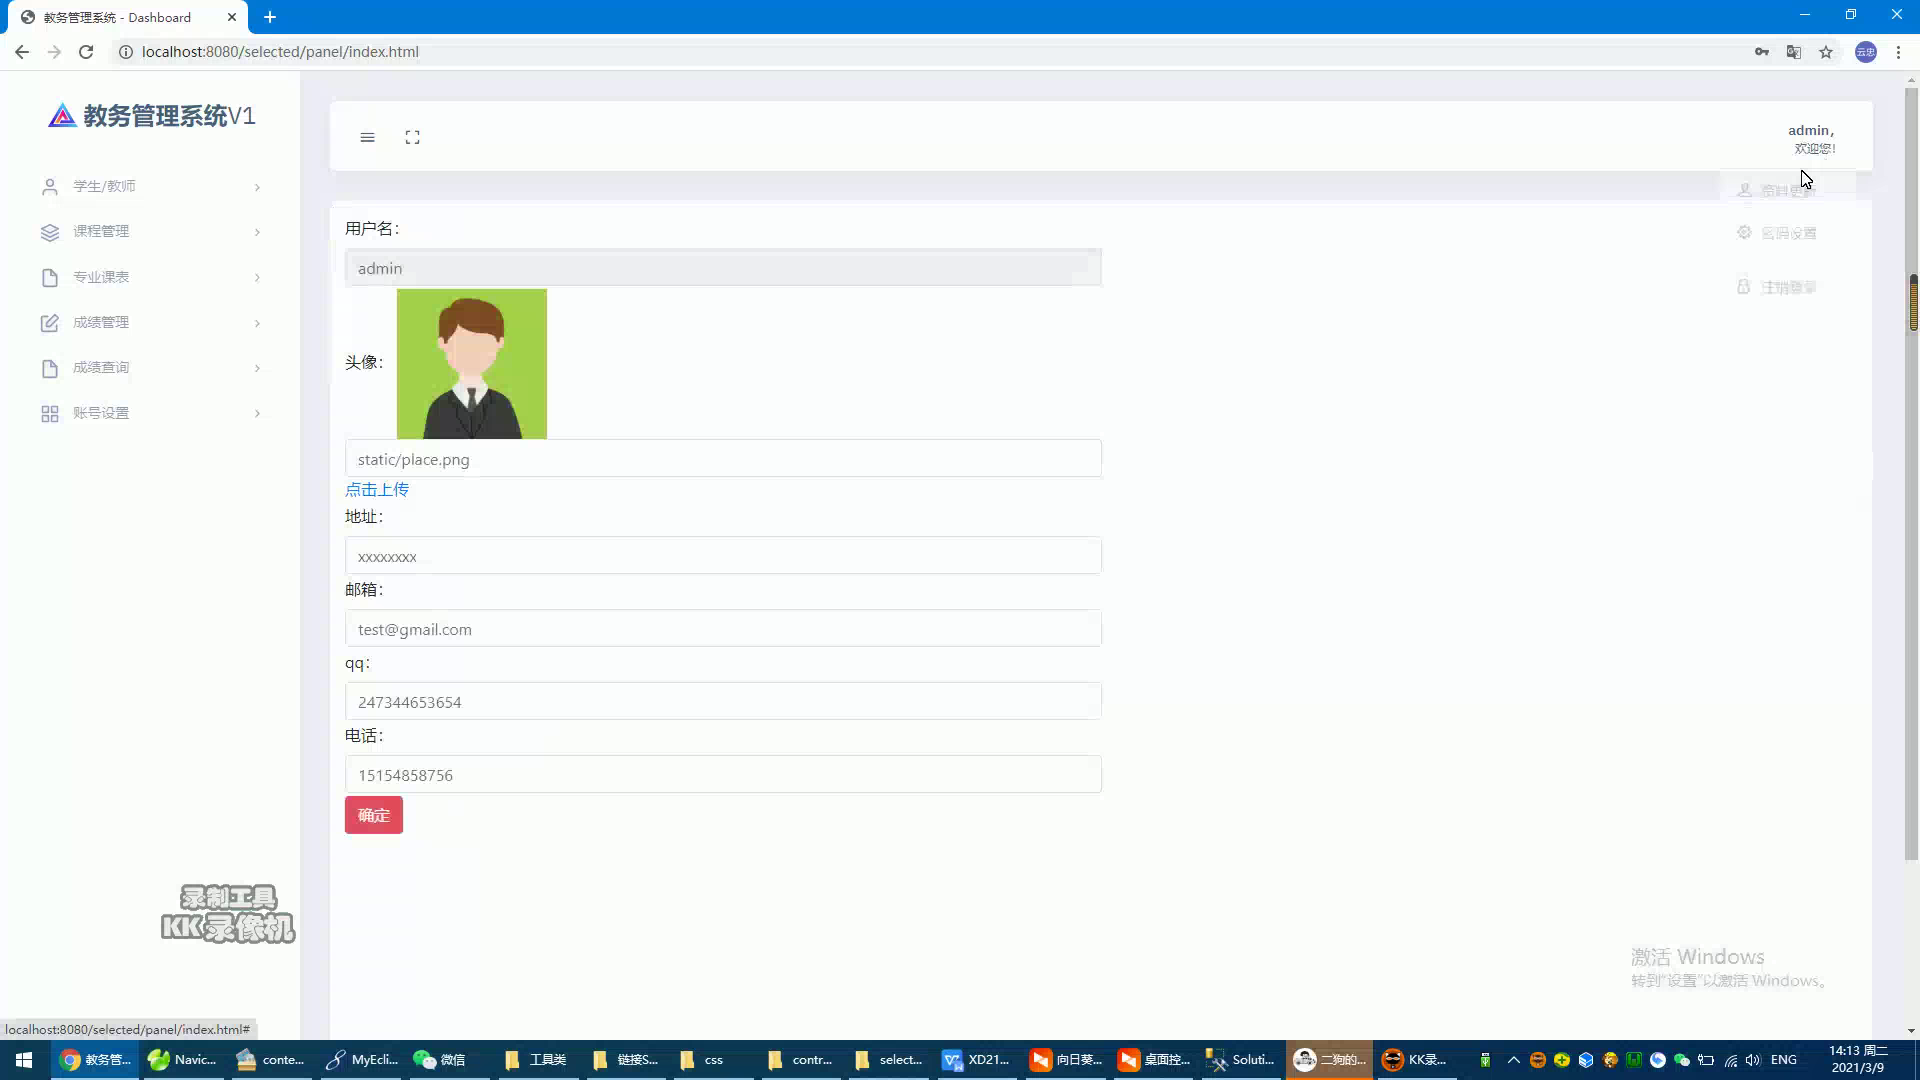 教务管理系统 - Dashboard
localhost:8080/selected/panel/index.html
云忠
教务管理系统V1
admin，
欢迎您！
学生/教师
课程管理
专业课表
成绩管理
成绩查询
账号设置
资料更新
密码设置
注销登录
用户名：
admin
头像：
static/place.png
点击上传
地址：
xxxxxxxx
邮箱：
test@gmail.com
qq：
247344653654
电话：
15154858756
确定
录制工具
KK录像机
激活 Windows
转到“设置”以激活 Windows。
localhost:8080/selected/panel/index.html#
教务管...
Navic...
conte...
MyEcli...
微信
工具类
链接S...
css
contr...
select...
XD21...
向日葵...
桌面控...
Soluti...
二狗的...
KK录...
ENG
14:13 周二
2021/3/9